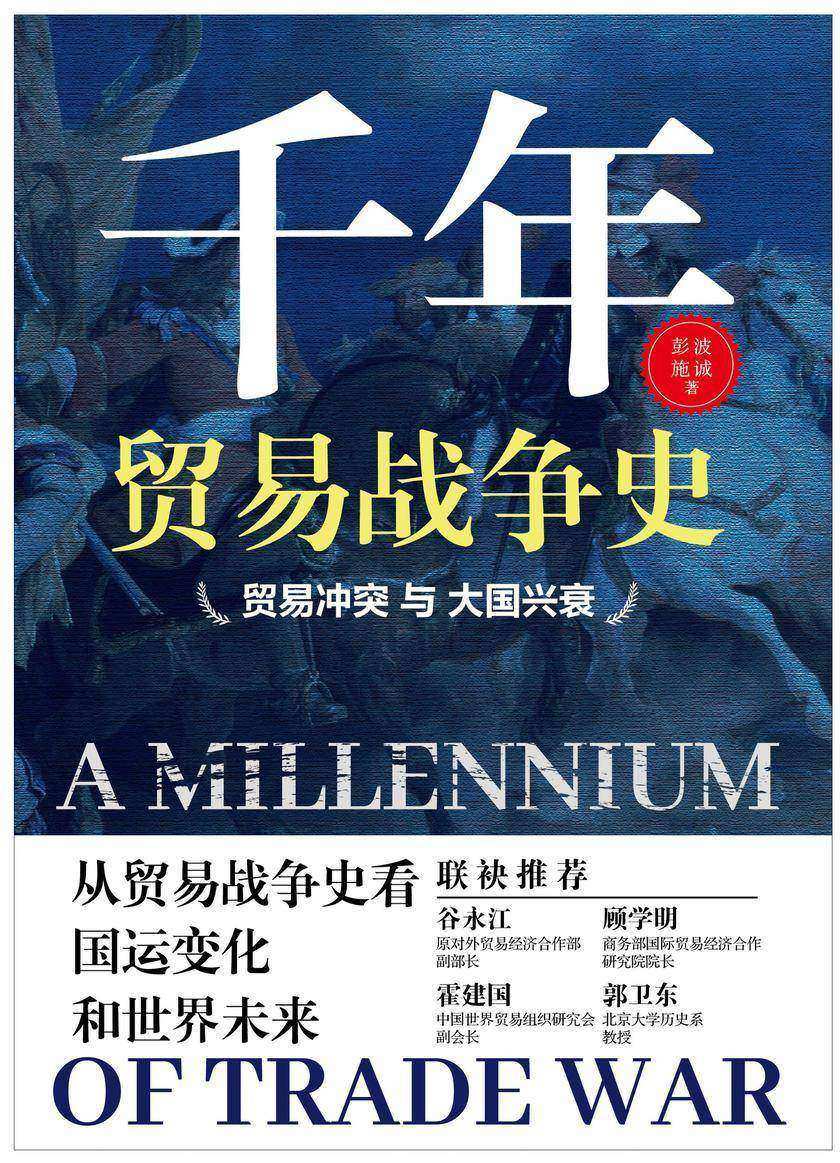 千年
彭波
施诚
著
贸易战争史
贸易冲突 与 大国兴衰
A MILLENNIUM
从贸易战争史看
国运变化
和世界未来
联袂推荐
谷永江
原对外贸易经济合作部
副部长
顾学明
商务部国际贸易经济合作
研究院院长
霍建国
中国世界贸易组织研究会
副会长
郭卫东
北京大学历史系
教授
OF TRADE WAR